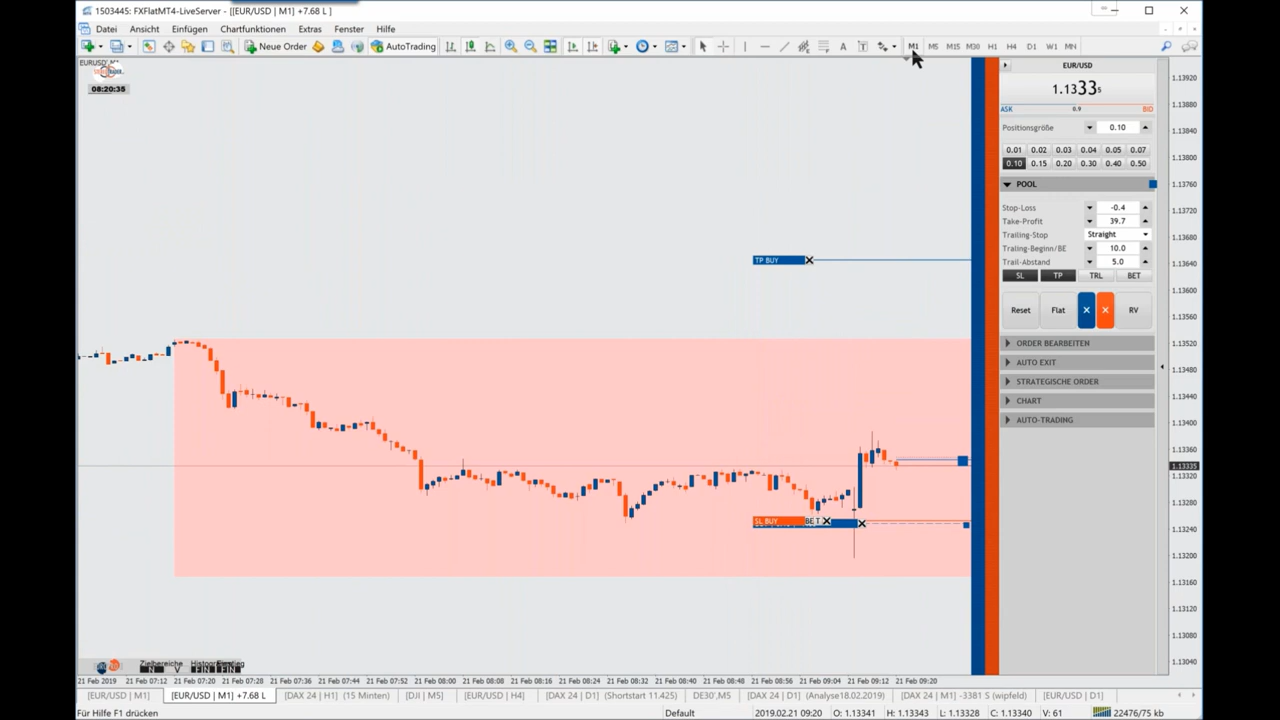 1503445: FXFlatMT4-LiveServer - [[EUR/USD | M1] +7.68 L ]
Datei Ansicht Einfügen Chartfunktionen Extras Fenster Hilfe
Neue Order AutoTrading A T M1 M5 M15 M30 H1 H4 D1 W1 MN
EURUSD, M1
08:20:35
TP BUY
SL BUY BE T
EUR/USD
1.13335
ASK 0.9 BID
Positionsgröße 0.10
0.01 0.02 0.03 0.04 0.05 0.07
0.10 0.15 0.20 0.30 0.40 0.50
POOL
Stop-Loss -0.4
Take-Profit 39.7
Trailing-Stop Straight
Traling-Beginn/BE 10.0
Trail-Abstand 5.0
SL TP TRL BET
Reset Flat X X RV
ORDER BEARBEITEN
AUTO EXIT
STRATEGISCHE ORDER
CHART
AUTO-TRADING
1.13920
1.13880
1.13840
1.13800
1.13760
1.13720
1.13680
1.13640
1.13600
1.13560
1.13520
1.13480
1.13440
1.13400
1.13360
1.13335
1.13320
1.13280
1.13240
1.13200
1.13160
1.13120
1.13080
1.13040
Zielbereiche
N V FIN FIN
21 Feb 2019 21 Feb 07:12 21 Feb 07:20 21 Feb 07:28 21 Feb 07:36 21 Feb 07:44 21 Feb 07:52 21 Feb 08:00 21 Feb 08:08 21 Feb 08:16 21 Feb 08:24 21 Feb 08:32 21 Feb 08:40 21 Feb 08:48 21 Feb 08:56 21 Feb 09:04 21 Feb 09:12 21 Feb 09:20
[EUR/USD | M1] [EUR/USD | M1] +7.68 L [DAX 24 | H1] (15 Minten) [DJI | M5] [EUR/USD | H4] [DAX 24 | D1] (Shortstart 11.425) DE30',M5 [DAX 24 | D1] (Analyse18.02.2019) [DAX 24 | M1] -3381 S (wipfeld) [EUR/USD | D1]
Für Hilfe F1 drücken Default 2019.02.21 09:20 O: 1.13341 H: 1.13343 L: 1.13328 C: 1.13340 V: 61 22476/75 kb